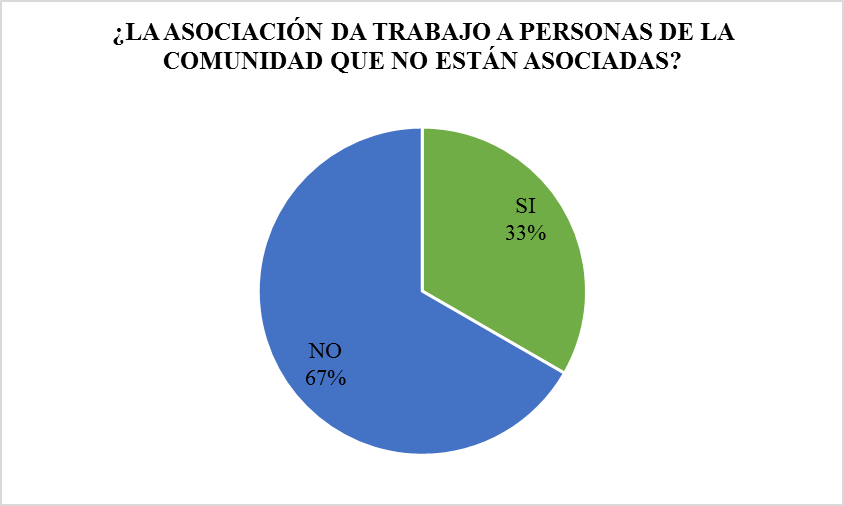 ¿LA ASOCIACIÓN DA TRABAJO A PERSONAS DE LA
COMUNIDAD QUE NO ESTÁN ASOCIADAS?
SI
33%
NO
67%